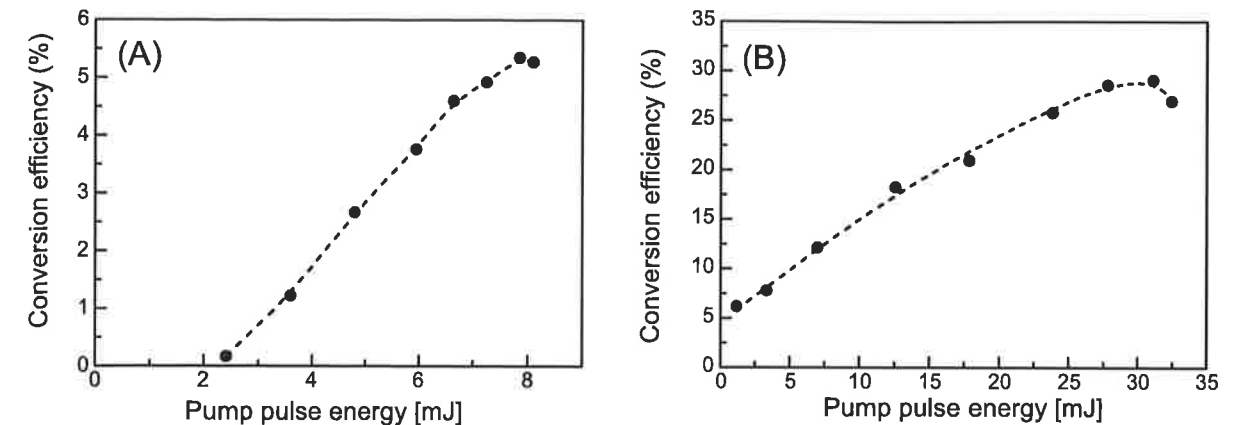 (A)
Conversion efficiency (%)
6
5
4
3
2
1
0
0 2 4 6 8
Pump pulse energy [mJ]
(B)
Conversion efficiency (%)
35
30
25
20
15
10
5
0
0 5 10 15 20 25 30 35
Pump pulse energy [mJ]